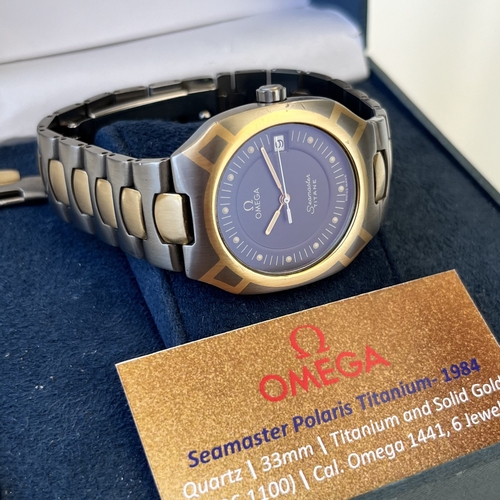 Ω
OMEGA
Seamaster
TITANE
Ω
OMEGA
Seamaster Polaris Titanium- 1984
Quartz | 33mm | Titanium and Solid Gold
1100) | Cal. Omega 1441, 6 Jewel